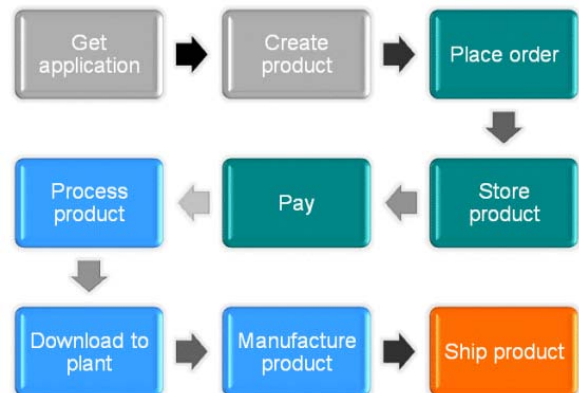 Get
application
Create
product
Place order
Store
product
Pay
Process
product
Download to
plant
Manufacture
product
Ship product